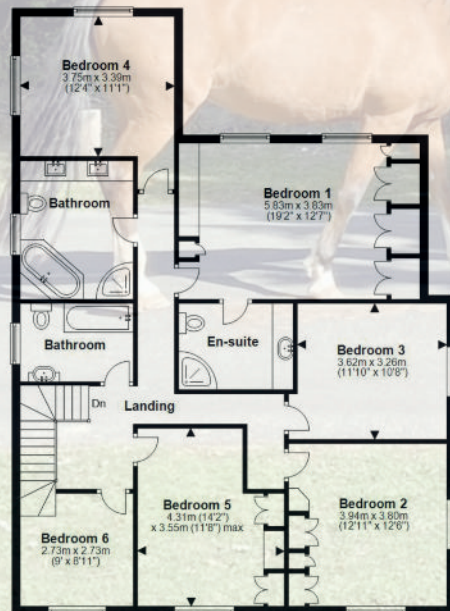 Bedroom 4
3.75m x 3.39m
(12'4" x 11'1")
Bathroom
Bedroom 1
5.83m x 3.83m
(19'2" x 12'7")
Bathroom
En-suite
Bedroom 3
3.62m x 3.26m
(11'10" x 10'8")
Dn
Landing
Bedroom 5
4.31m (14'2")
x 3.55m (11'8") max
Bedroom 2
3.94m x 3.80m
(12'11" x 12'6")
Bedroom 6
2.73m x 2.73m
(9' x 8'11")